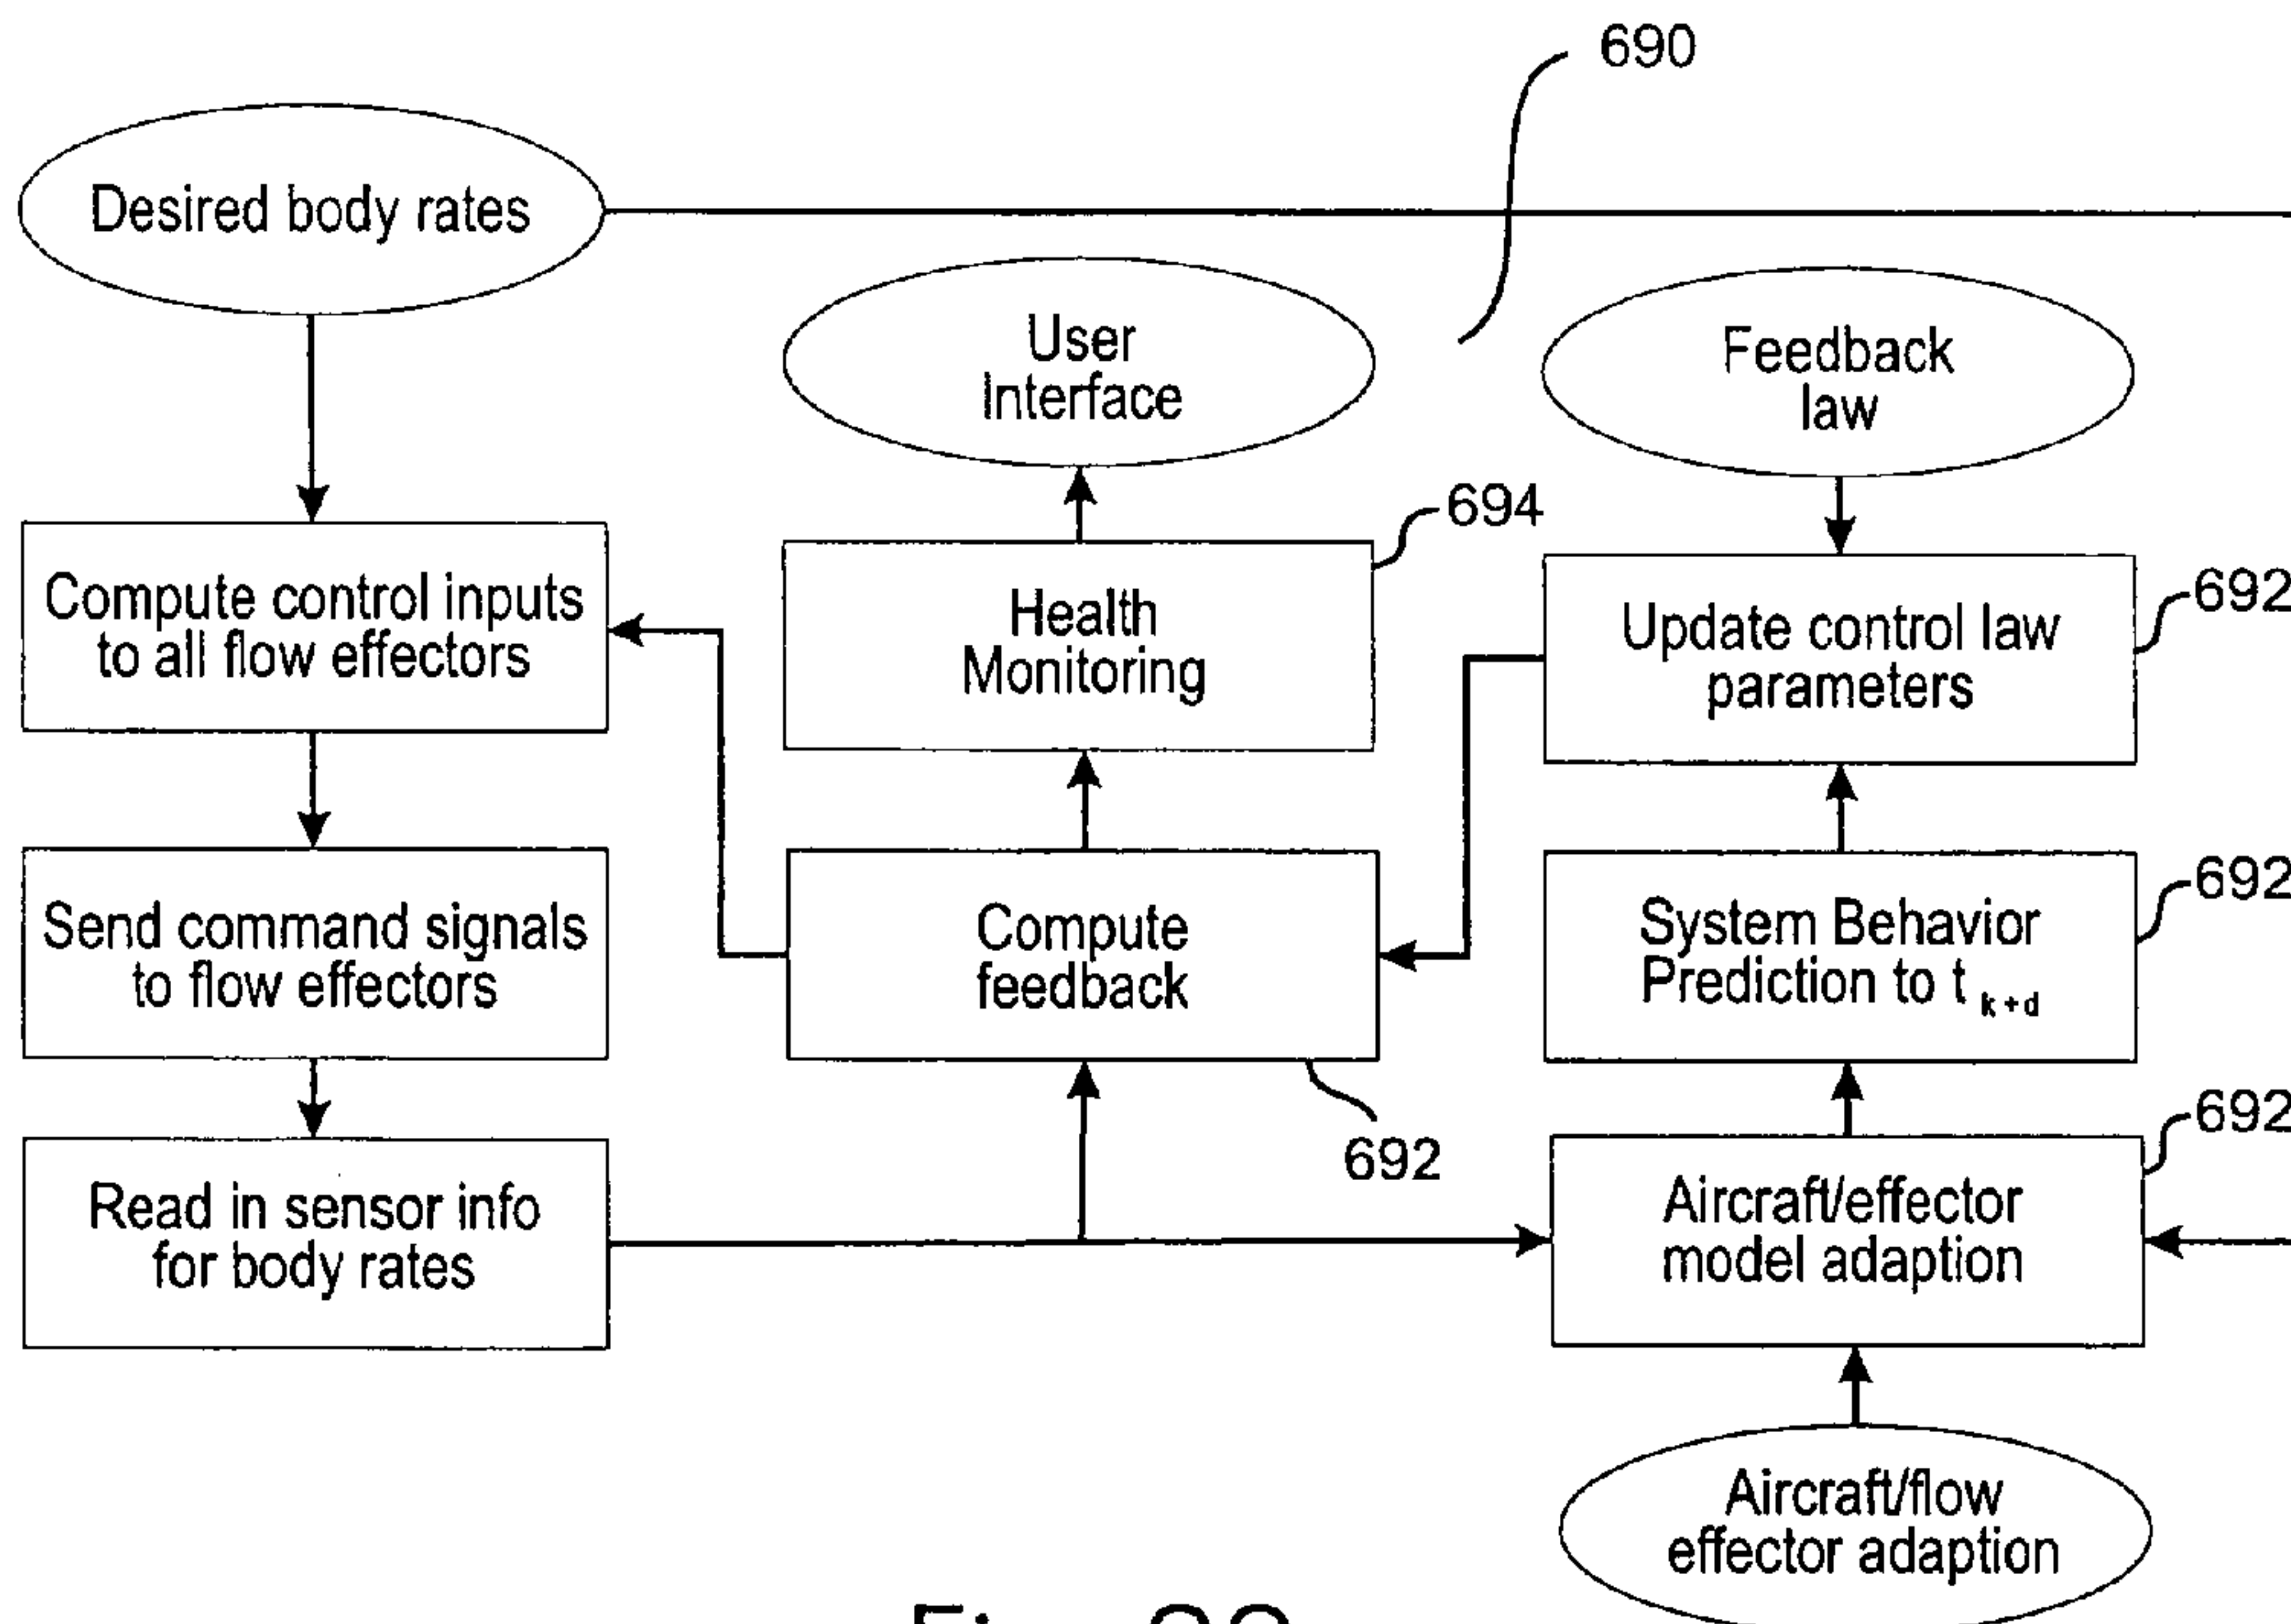 690
Desired body rates
User
Interface
Feedback
law
694
Compute control inputs
to all flow effectors
Health
Monitoring
Update control law
parameters
692
Send command signals
to flow effectors
Compute
feedback
System Behavior
Prediction to t k+d
692
692
Read in sensor info
for body rates
Aircraft/effector
model adaption
692
Aircraft/flow
effector adaption